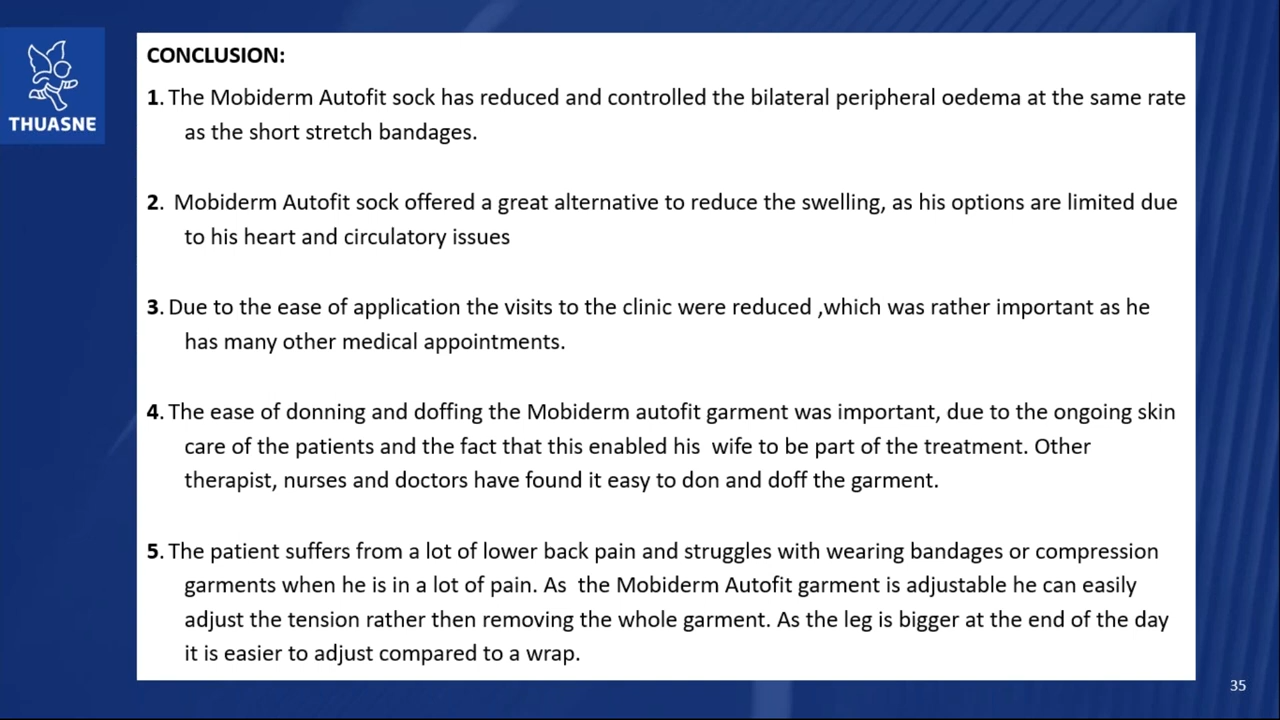 THUASNE
CONCLUSION:
1. The Mobiderm Autofit sock has reduced and controlled the bilateral peripheral oedema at the same rate
as the short stretch bandages.
2. Mobiderm Autofit sock offered a great alternative to reduce the swelling, as his options are limited due
to his heart and circulatory issues
3. Due to the ease of application the visits to the clinic were reduced ,which was rather important as he
has many other medical appointments.
4. The ease of donning and doffing the Mobiderm autofit garment was important, due to the ongoing skin
care of the patients and the fact that this enabled his  wife to be part of the treatment. Other
therapist, nurses and doctors have found it easy to don and doff the garment.
5. The patient suffers from a lot of lower back pain and struggles with wearing bandages or compression
garments when he is in a lot of pain. As  the Mobiderm Autofit garment is adjustable he can easily
adjust the tension rather then removing the whole garment. As the leg is bigger at the end of the day
it is easier to adjust compared to a wrap.
35